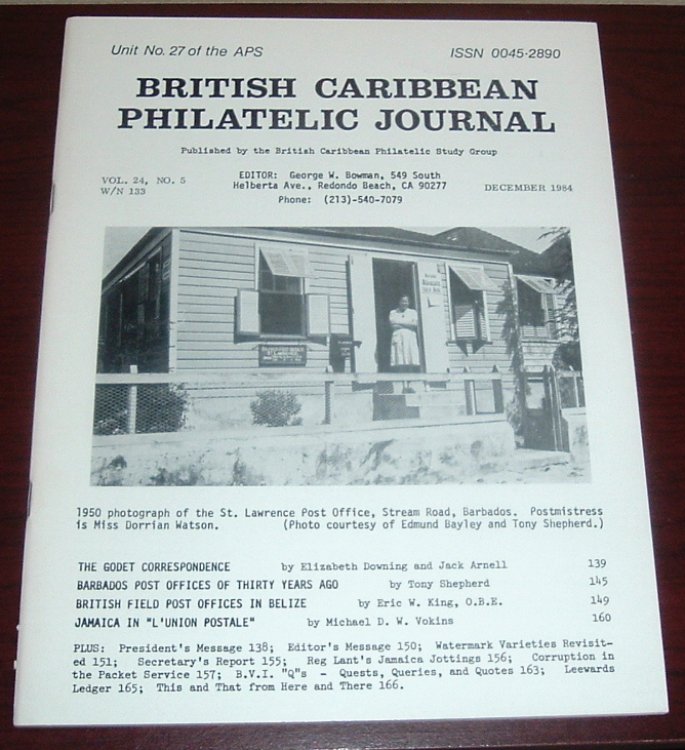 Unit No. 27 of the APS
ISSN 0045-2890
BRITISH CARIBBEAN
PHILATELIC JOURNAL
Published by the British Caribbean Philatelic Study Group
VOL. 24, NO. 5
W/N 133
EDITOR: George W. Bowman, 549 South
Helberta Ave., Redondo Beach, CA 90277
Phone: (213)-540-7079
DECEMBER 1984
1950 photograph of the St. Lawrence Post Office, Stream Road, Barbados. Postmistress
is Miss Dorrian Watson. (Photo courtesy of Edmund Bayley and Tony Shepherd.)
THE GODET CORRESPONDENCE by Elizabeth Downing and Jack Arnell 139
BARBADOS POST OFFICES OF THIRTY YEARS AGO by Tony Shepherd 145
BRITISH FIELD POST OFFICES IN BELIZE by Eric W. King, O.B.E. 149
JAMAICA IN "L'UNION POSTALE" by Michael D. W. Vokins 160
PLUS: President's Message 138; Editor's Message 150; Watermark Varieties Revisit-
ed 151; Secretary's Report 155; Reg Lant's Jamaica Jottings 156; Corruption in
the Packet Service 157; B.V.I. "Q"s - Quests, Queries, and Quotes 163; Leewards
Ledger 165; This and That from Here and There 166.